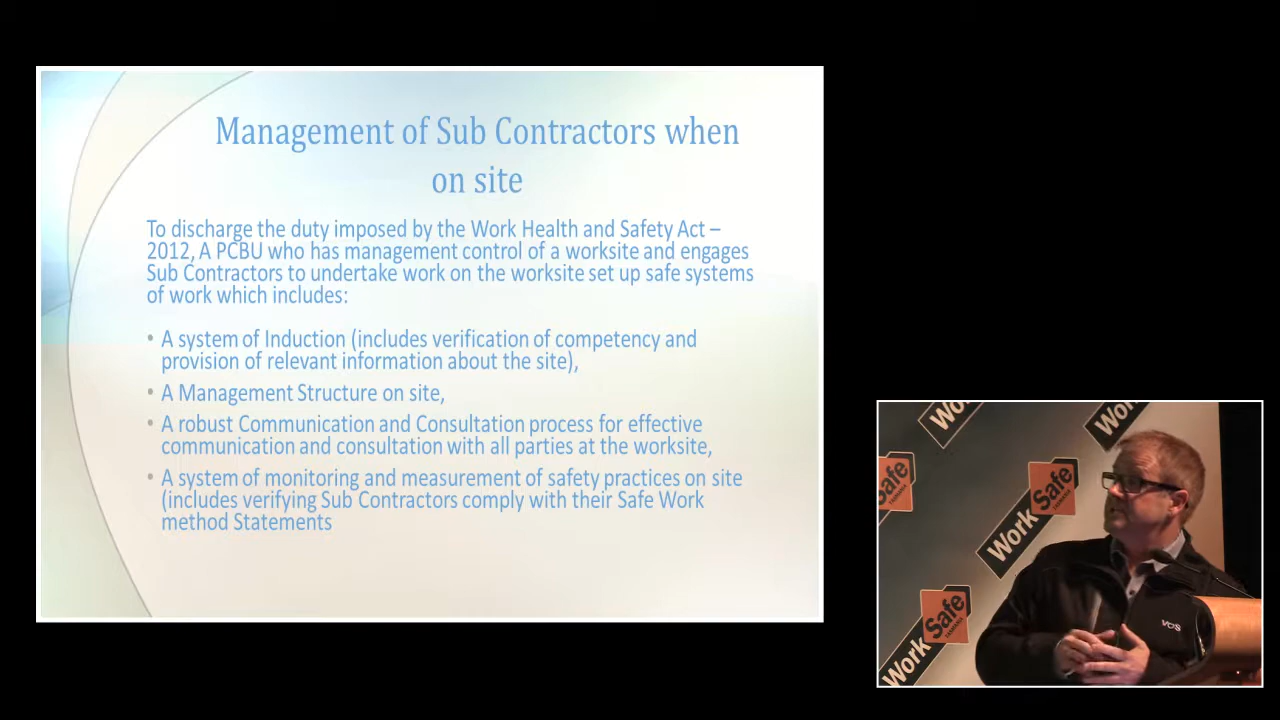 Management of Sub Contractors when
on site
To discharge the duty imposed by the Work Health and Safety Act –
2012, A PCBU who has management control of a worksite and engages
Sub Contractors to undertake work on the worksite set up safe systems
of work which includes:
• A system of Induction (includes verification of competency and
provision of relevant information about the site),
• A Management Structure on site,
• A robust Communication and Consultation process for effective
communication and consultation with all parties at the worksite,
• A system of monitoring and measurement of safety practices on site
(includes verifying Sub Contractors comply with their Safe Work
method Statements
Wo
Wor
Safe
TASMANIA
Work Safe
TASMANIA
Work Safe
TASMANIA
VOS